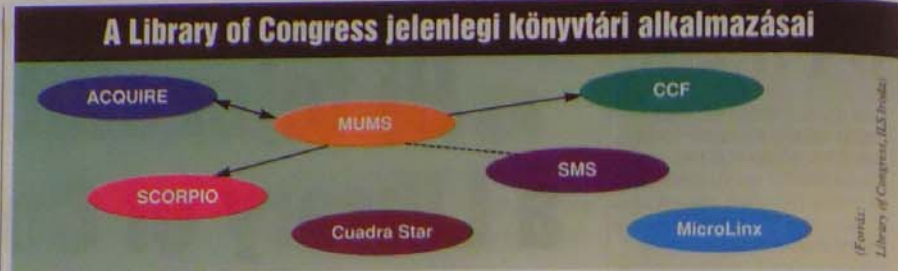 A Library of Congress jelenlegi könyvtári alkalmazásai
ACQUIRE
CCF
MUMS
SMS
SCORPIO
Cuadra Star
MicroLinx
(Forrás:
Library of Congress, ILS Iroda)